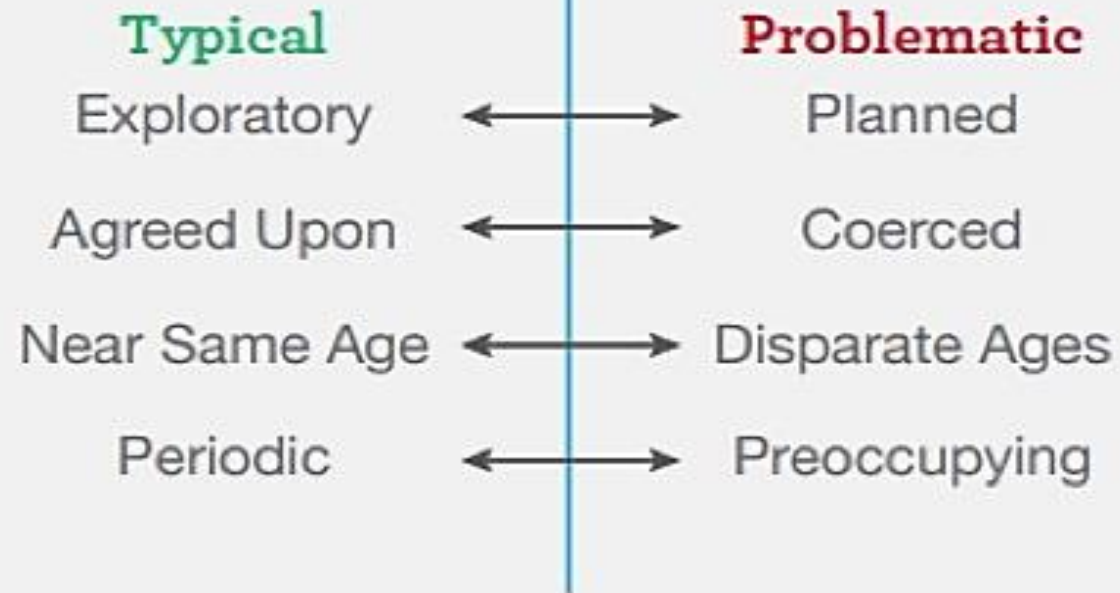 Typical Problematic
Exploratory Planned
Agreed Upon Coerced
Near Same Age Disparate Ages
Periodic Preoccupying